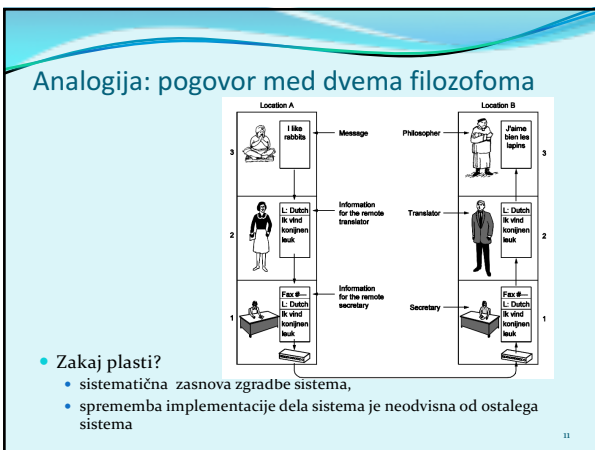 Analogija: pogovor med dvema filozofoma
Location A
Location B
3
I like
rabbits
Message
Philosopher
J'aime
bien les
lapins
3
2
L: Dutch
Ik vind
konijnen
leuk
Information
for the remote
translator
Translator
L: Dutch
Ik vind
konijnen
leuk
2
1
Fax #---
L: Dutch
Ik vind
konijnen
leuk
Information
for the remote
secretary
Secretary
Fax #---
L: Dutch
Ik vind
konijnen
leuk
1
• Zakaj plasti?
• sistematična zasnova zgradbe sistema,
• sprememba implementacije dela sistema je neodvisna od ostalega
sistema
11